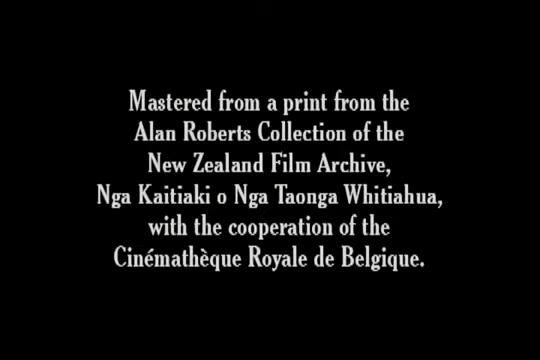 Mastered from a print from the
Alan Roberts Collection of the
New Zealand Film Archive,
Nga Kaitiaki o Nga Taonga Whitiahua,
with the cooperation of the
Cinémathèque Royale de Belgique.